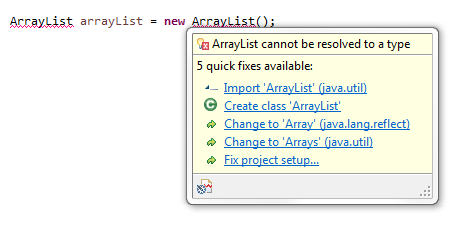 ArrayList arrayList = new ArrayList();
ArrayList cannot be resolved to a type
5 quick fixes available:
Import 'ArrayList' (java.util)
C Create class 'ArrayList'
Change to 'Array' (java.lang.reflect)
Change to 'Arrays' (java.util)
Fix project setup...